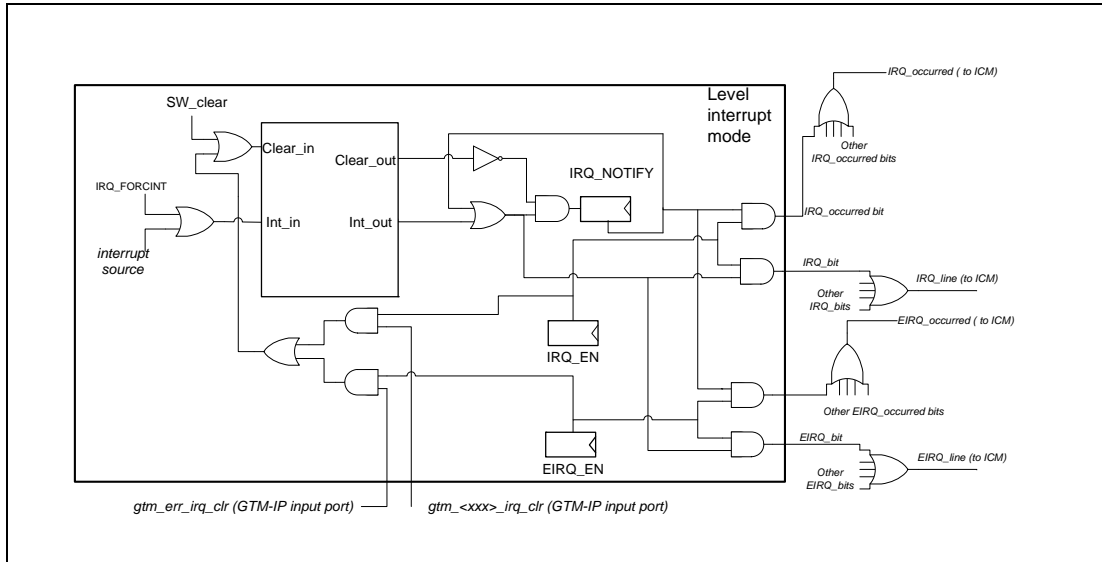 IRQ_occurred ( to ICM)
Level
interrupt
mode
SW_clear
Clear_in
Clear_out
IRQ_NOTIFY
Other
IRQ_occurred bits
IRQ_FORCINT
Int_in
Int_out
IRQ_occurred bit
interrupt
source
IRQ_bit
IRQ_line (to ICM)
Other
IRQ_bits
EIRQ_occurred ( to ICM)
IRQ_EN
Other EIRQ_occurred bits
EIRQ_bit
EIRQ_line (to ICM)
EIRQ_EN
Other
EIRQ_bits
gtm_err_irq_clr (GTM-IP input port)
gtm_<xxx>_irq_clr (GTM-IP input port)